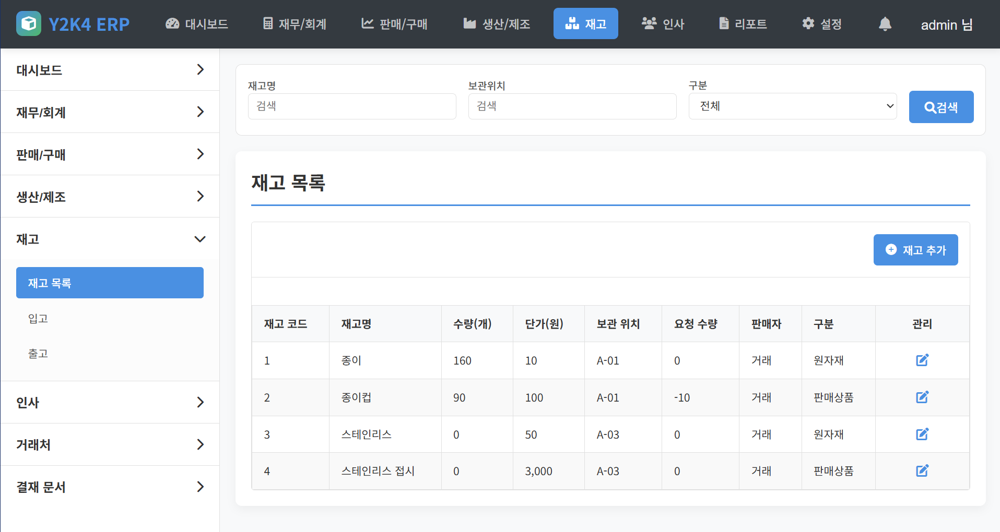 Y2K4 ERP 대시보드 재무/회계 판매/구매 생산/제조 재고 인사 리포트 설정 admin 님
대시보드
재무/회계
판매/구매
생산/제조
재고
재고 목록
입고
출고
인사
거래처
결재 문서
재고명 보관위치 구분
검색 검색 전체 검색
재고 목록
재고 추가
재고 코드 재고명 수량(개) 단가(원) 보관 위치 요청 수량 판매자 구분 관리
1 종이 160 10 A-01 0 거래 원자재
2 종이컵 90 100 A-01 -10 거래 판매상품
3 스테인리스 0 50 A-03 0 거래 원자재
4 스테인리스 접시 0 3,000 A-03 0 거래 판매상품